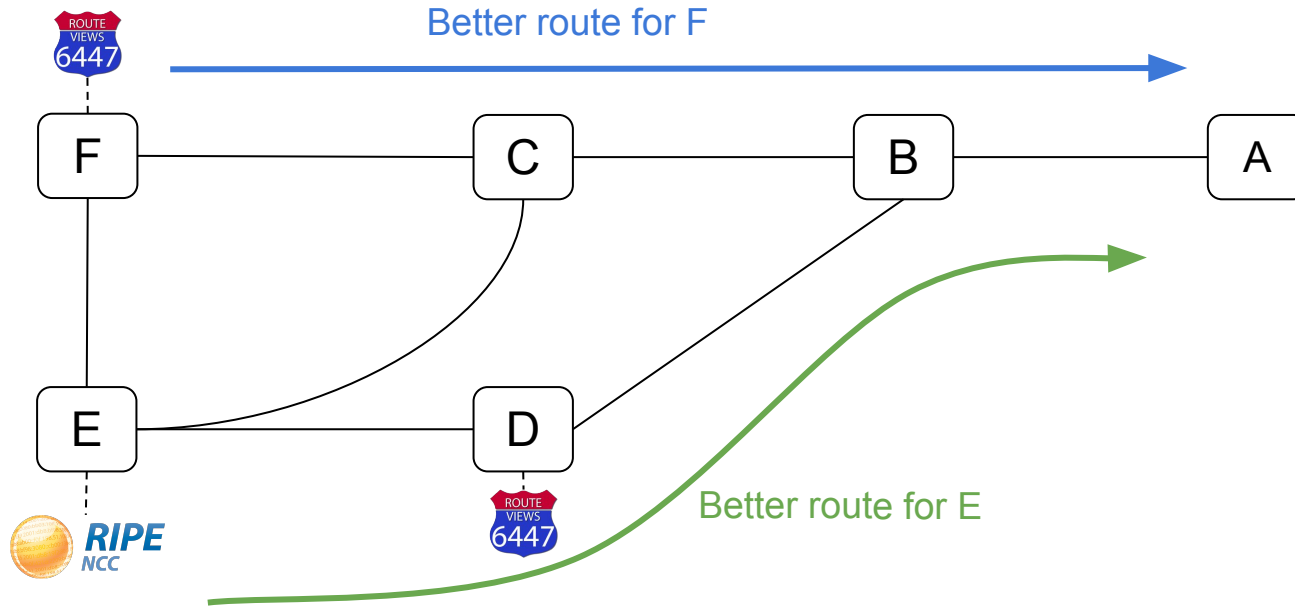 ROUTE
VIEWS
6447
Better route for F
F
C
B
A
E
D
ROUTE
VIEWS
6447
Better route for E
RIPE
NCC